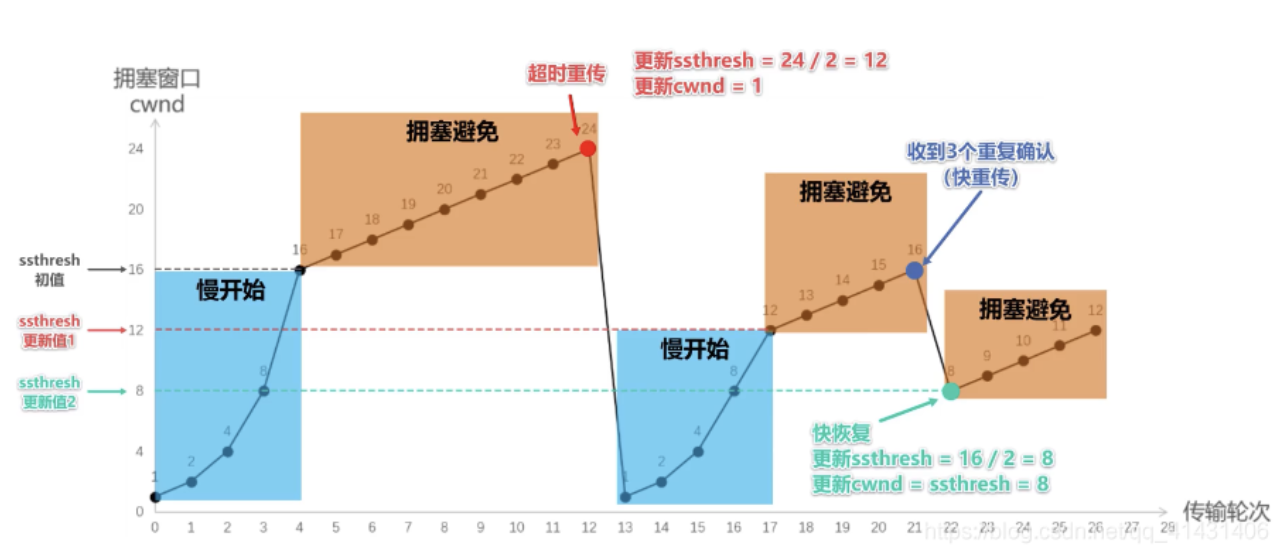 更新ssthresh = 24 / 2 = 12
更新cwnd = 1
超时重传
拥塞窗口
cwnd
拥塞避免
24
24
23
22
21
20
19
18
17
16
收到3个重复确认
(快重传)
拥塞避免
16
15
14
13
12
20
ssthresh
初值
16
慢开始
拥塞避免
12
11
10
9
8
ssthresh
更新值1
12
慢开始
ssthresh
更新值2
8
8
4
2
1
8
4
2
1
4
0
快恢复
更新ssthresh = 16 / 2 = 8
更新cwnd = ssthresh = 8
0 1 2 3 4 5 6 7 8 9 10 11 12 13 14 15 16 17 18 19 20 21 22 23 24 25 26 27 28 29
传输轮次
https://blog.csdn.net/qq_41431406